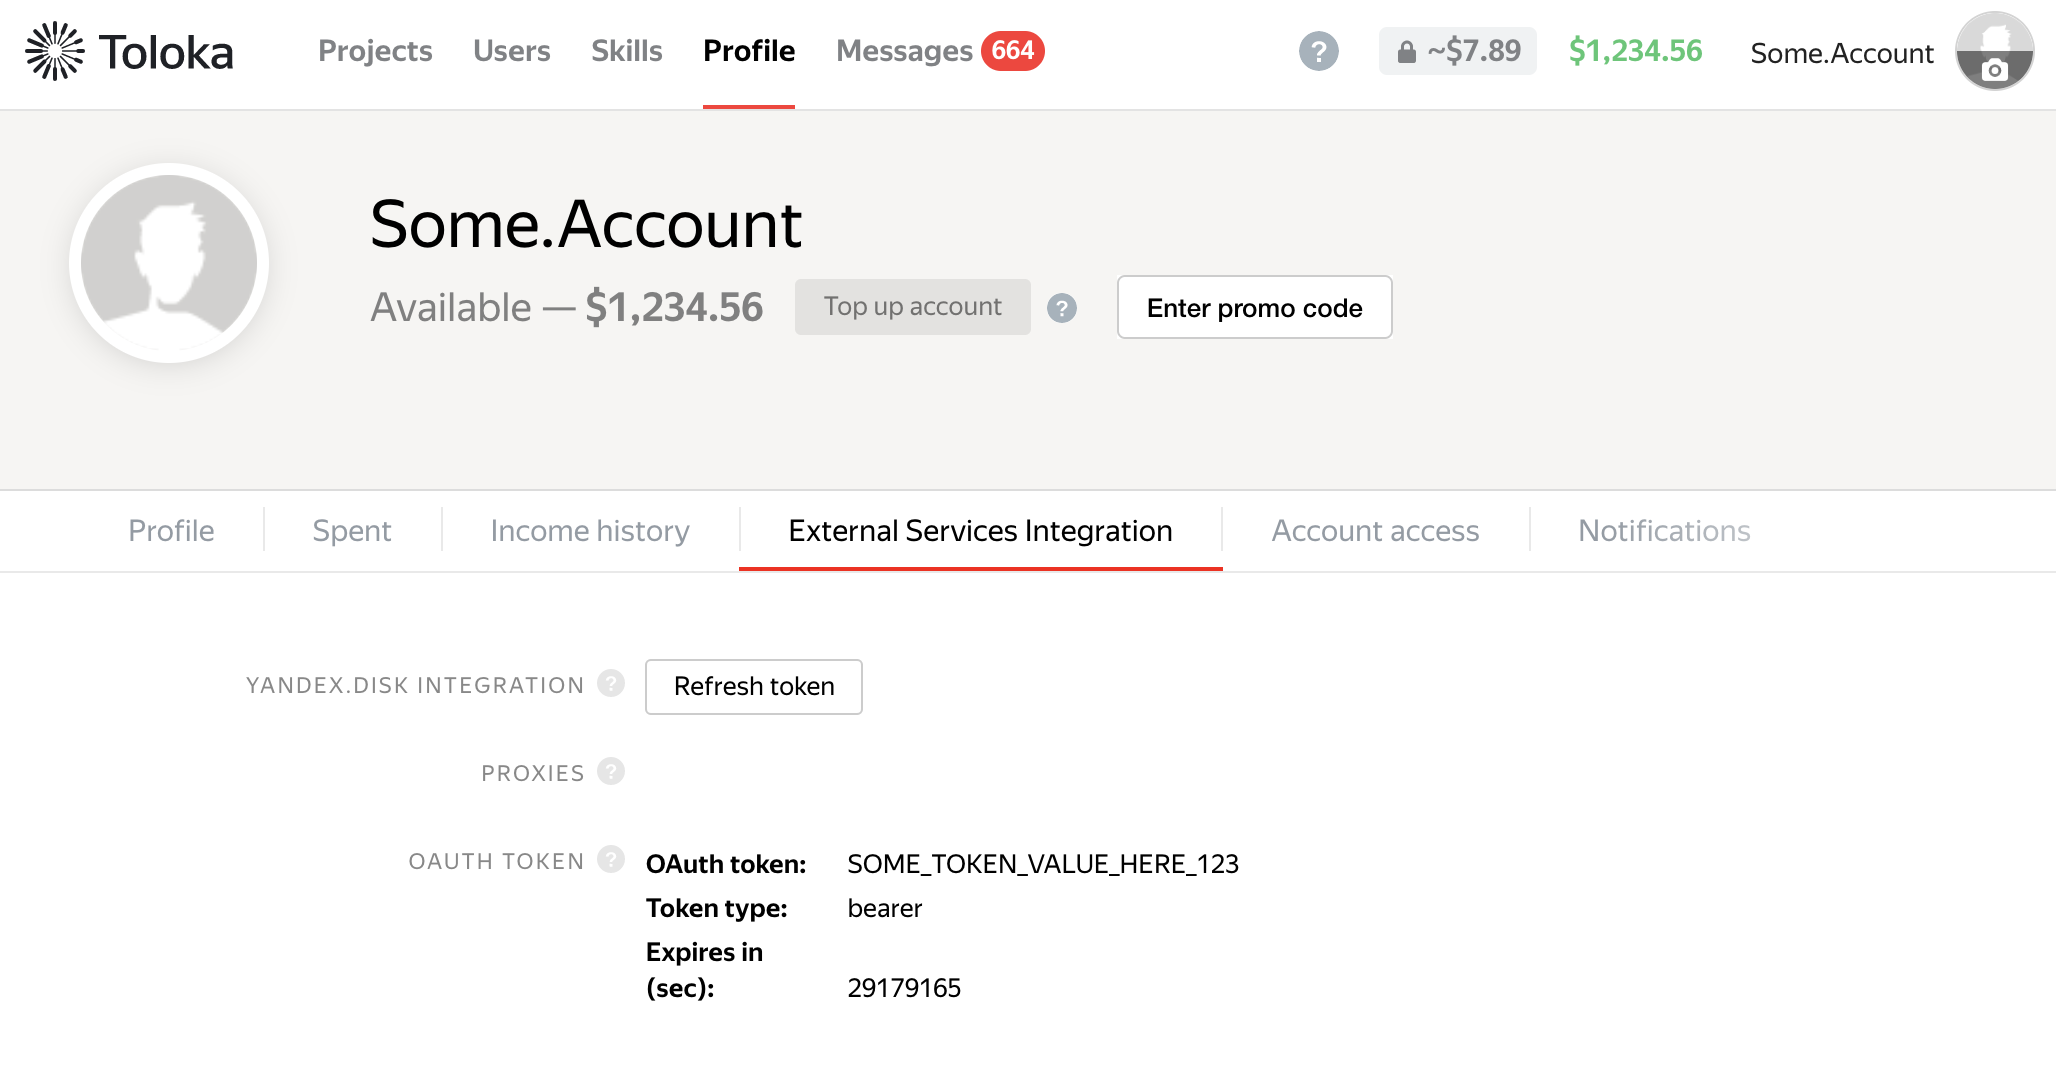 Toloka Projects Users Skills Profile Messages 664 ? ~$7.89 $1,234.56 Some.Account
Some.Account
Available — $1,234.56 Top up account ? Enter promo code
Profile Spent Income history External Services Integration Account access Notifications
YANDEX.DISK INTEGRATION ? Refresh token
PROXIES ?
OAUTH TOKEN ? OAuth token: SOME_TOKEN_VALUE_HERE_123
Token type: bearer
Expires in
(sec): 29179165